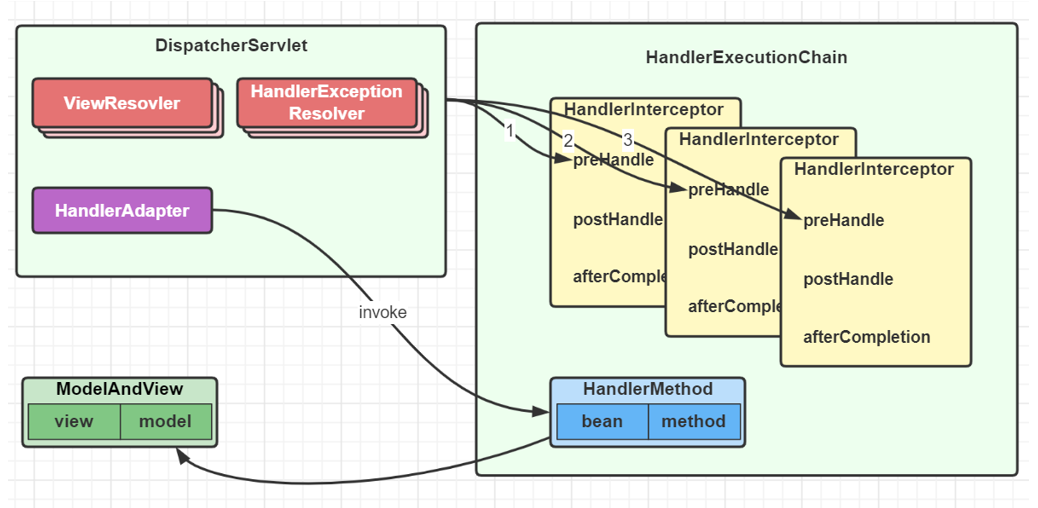 DispatcherServlet
ViewResovler
HandlerException
Resolver
HandlerAdapter
invoke
ModelAndView
view
model
HandlerExecutionChain
HandlerInterceptor
1
preHandle
postHandle
afterComple
HandlerInterceptor
2
preHandle
postHandle
afterComple
HandlerInterceptor
3
preHandle
postHandle
afterCompletion
HandlerMethod
bean
method